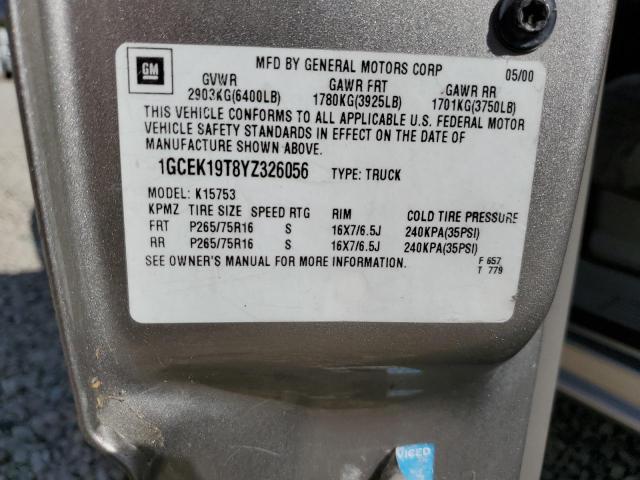 GM
MFD BY GENERAL MOTORS CORP 05/00
GVWR GAWR FRT GAWR RR
2903KG(6400LB) 1780KG(3925LB) 1701KG(3750LB)
THIS VEHICLE CONFORMS TO ALL APPLICABLE U.S. FEDERAL MOTOR
VEHICLE SAFETY STANDARDS IN EFFECT ON THE DATE OF
MANUFACTURE SHOWN ABOVE.
1GCEK19T8YZ326056 TYPE: TRUCK
MODEL: K15753
KPMZ TIRE SIZE SPEED RTG RIM COLD TIRE PRESSURE
FRT P265/75R16 S 16X7/6.5J 240KPA(35PSI)
RR P265/75R16 S 16X7/6.5J 240KPA(35PSI)
SEE OWNER'S MANUAL FOR MORE INFORMATION.
F 657
T 779